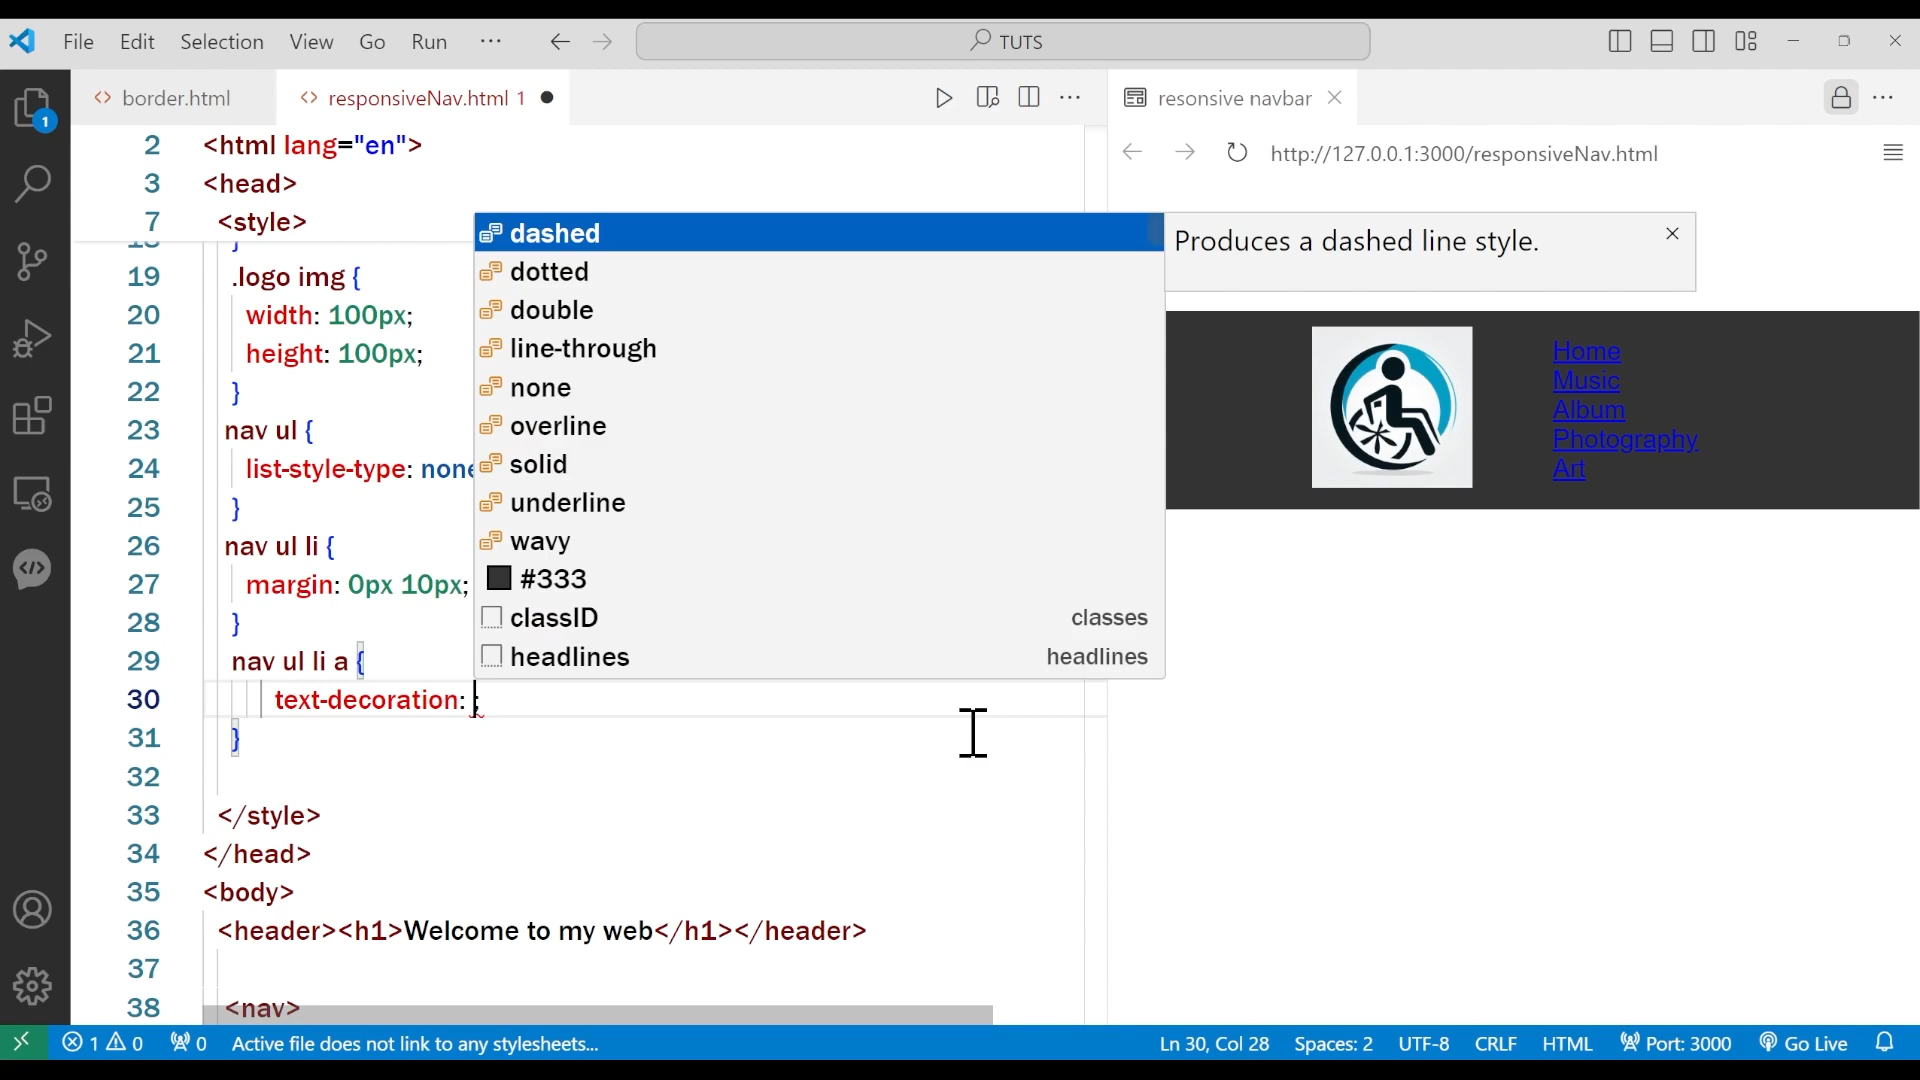 File Edit Selection View Go Run ··· TUTS
border.html responsiveNav.html 1 resonsive navbar
http://127.0.0.1:3000/responsiveNav.html
2 <html lang="en">
3 <head>
7 <style>
}
19 .logo img {
20 width: 100px;
21 height: 100px;
22 }
23 nav ul {
24 list-style-type: none
25 }
26 nav ul li {
27 margin: 0px 10px;
28 }
29 nav ul li a {
30 text-decoration: ;
31 }
32
33 </style>
34 </head>
35 <body>
36 <header><h1>Welcome to my web</h1></header>
37
38 <nav>
dashed
dotted
double
line-through
none
overline
solid
underline
wavy
#333
classID classes
headlines headlines
Produces a dashed line style.
Home
Music
Album
Photography
Art
1
1 0 0 Active file does not link to any stylesheets... Ln 30, Col 28 Spaces: 2 UTF-8 CRLF HTML Port: 3000 Go Live